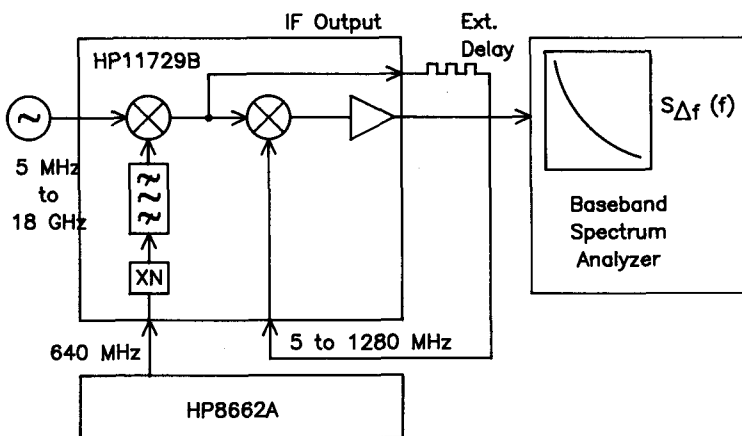 IF Output
Ext.
Delay
HP11729B
5 MHz
to
18 GHz
XN
SΔf (f)
Baseband
Spectrum
Analyzer
640 MHz
5 to 1280 MHz
HP8662A